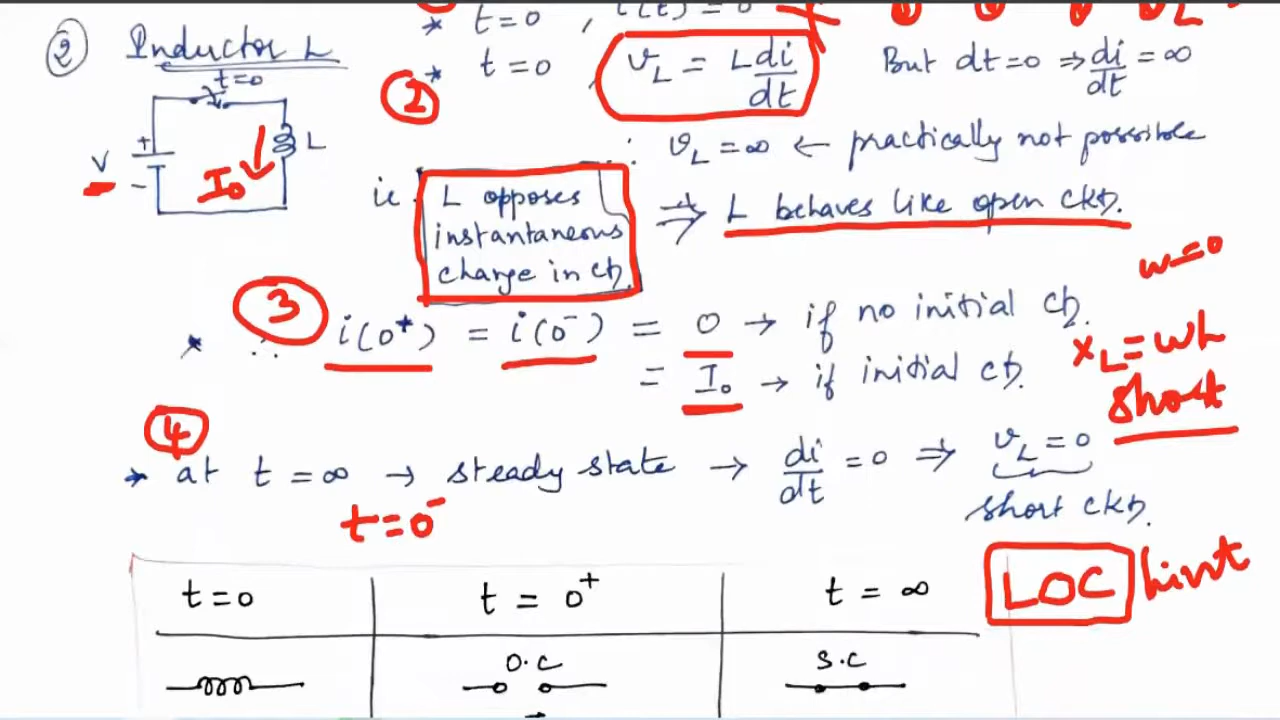 * t=0 , i(t) = 0
② Inductor L
* t=0 , v_L = L di/dt But dt=0 ⇒ di/dt = ∞
②
t=0
+ V - I₀ L
∴ v_L = ∞ ← practically not possible
ie. L opposes instantaneous charge in ct. ⇒ L behaves like open ckt.
ω=0
③
* ∴ i(0⁺) = i(0⁻) = 0 → if no initial ct.
= I₀ → if initial ct.
X_L = ωL
short
④
* at t = ∞ → steady state → di/dt = 0 ⇒ v_L = 0
short ckt.
t=0⁻
LOC hint
t=0 t = 0⁺ t = ∞
O.C S.C